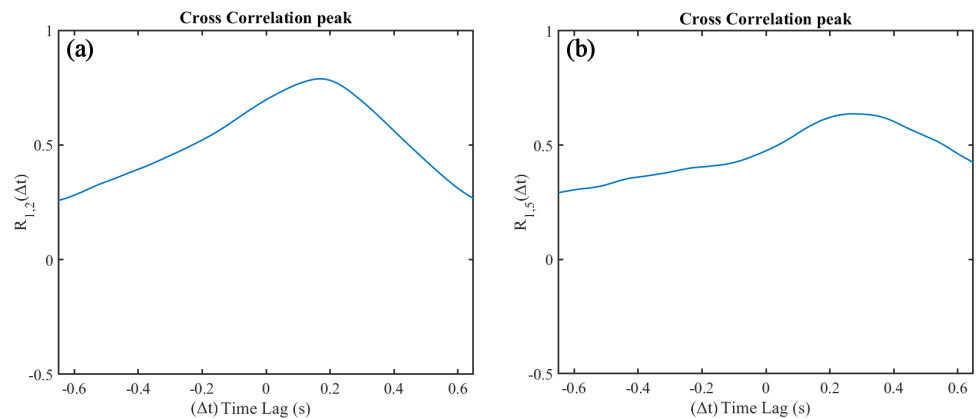 Cross Correlation peak
(a)
1
0.5
0
-0.5
R1,2(Δt)
-0.6 -0.4 -0.2 0 0.2 0.4 0.6
(Δt) Time Lag (s)
Cross Correlation peak
(b)
1
0.5
0
-0.5
R1,5(Δt)
-0.6 -0.4 -0.2 0 0.2 0.4 0.6
(Δt) Time Lag (s)